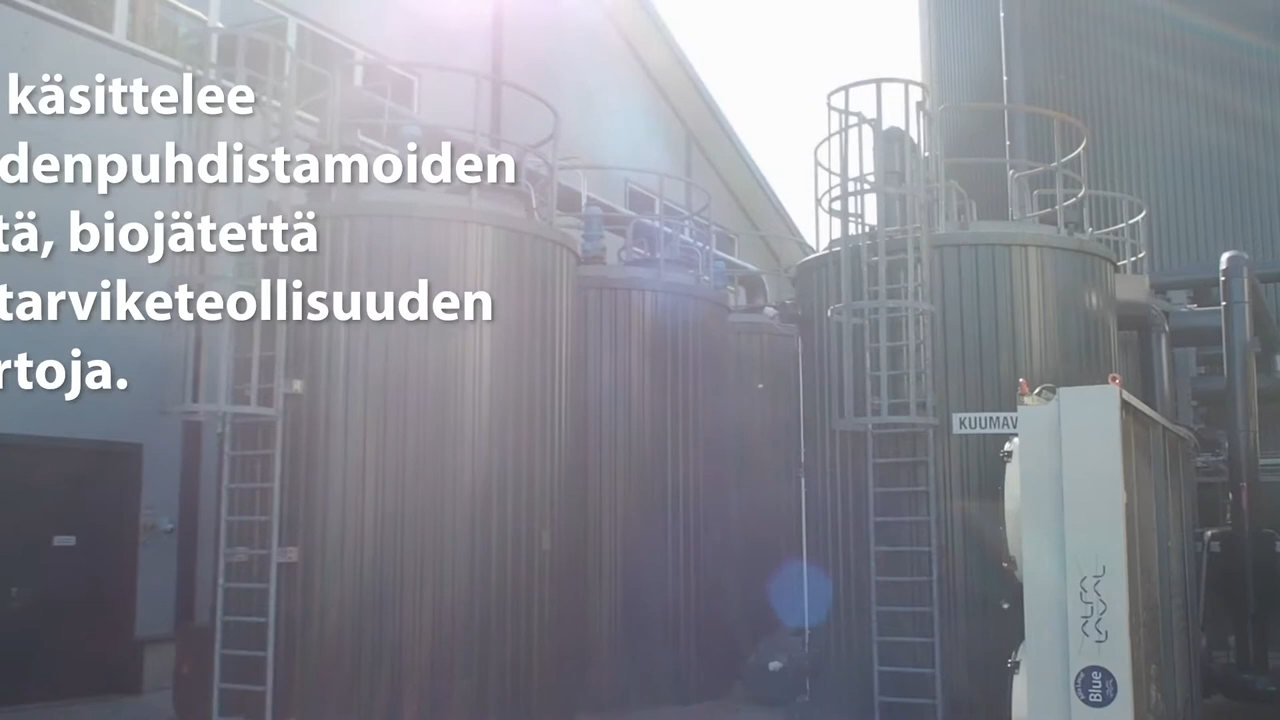 käsittelee
denpuhdistamoiden
tä, biojätettä
tarviketeollisuuden
rtoja.
KUUMAV
Blue